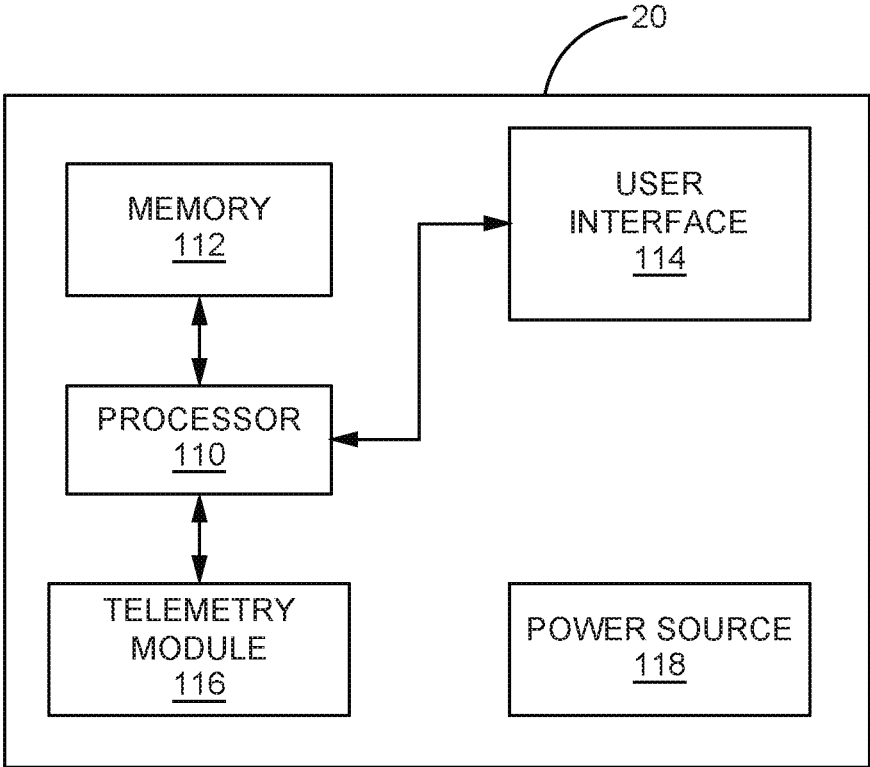 20
MEMORY
112
USER
INTERFACE
114
PROCESSOR
110
TELEMETRY
MODULE
116
POWER SOURCE
118